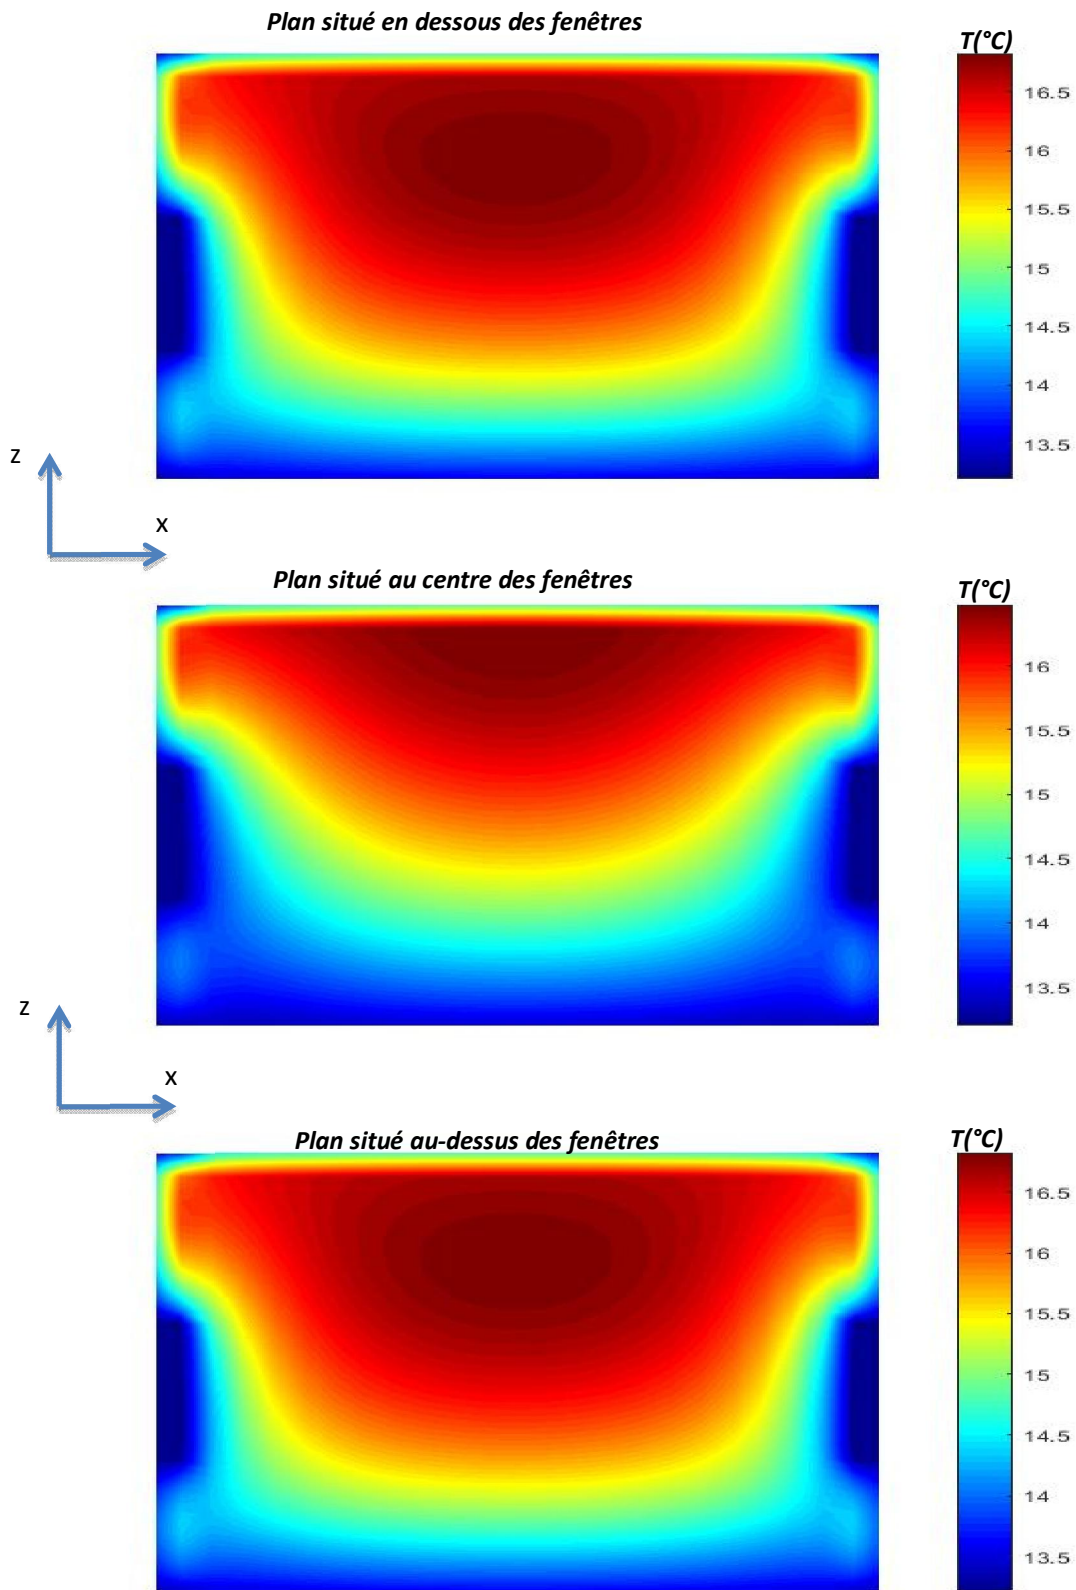 Plan situé en dessous des fenêtres
T(°C)
16.5
16
15.5
15
14.5
14
13.5
z
x
Plan situé au centre des fenêtres
T(°C)
16
15.5
15
14.5
14
13.5
z
x
Plan situé au-dessus des fenêtres
T(°C)
16.5
16
15.5
15
14.5
14
13.5